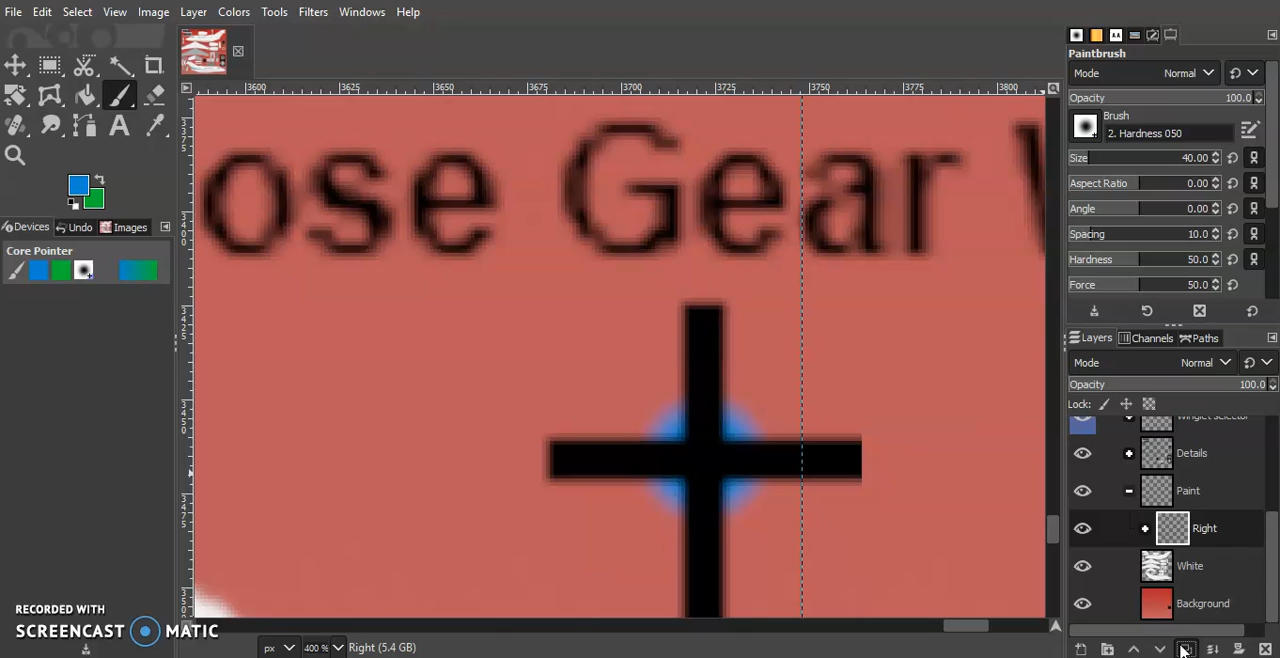 File Edit Select View Image Layer Colors Tools Filters Windows Help
Paintbrush
Mode Normal
Opacity 100.0
Brush
2. Hardness 050
Size 40.00
Aspect Ratio 0.00
Angle 0.00
Spacing 10.0
Hardness 50.0
Force 50.0
Devices Undo Images
Core Pointer
3600 3625 3650 3675 3700 3725 3750 3775 3800
ose Gear
Layers Channels Paths
Mode Normal
Opacity 100.0
Lock:
Winglet selector
Details
Paint
Right
White
Background
RECORDED WITH
SCREENCAST MATIC
px 400 % Right (5.4 GB)